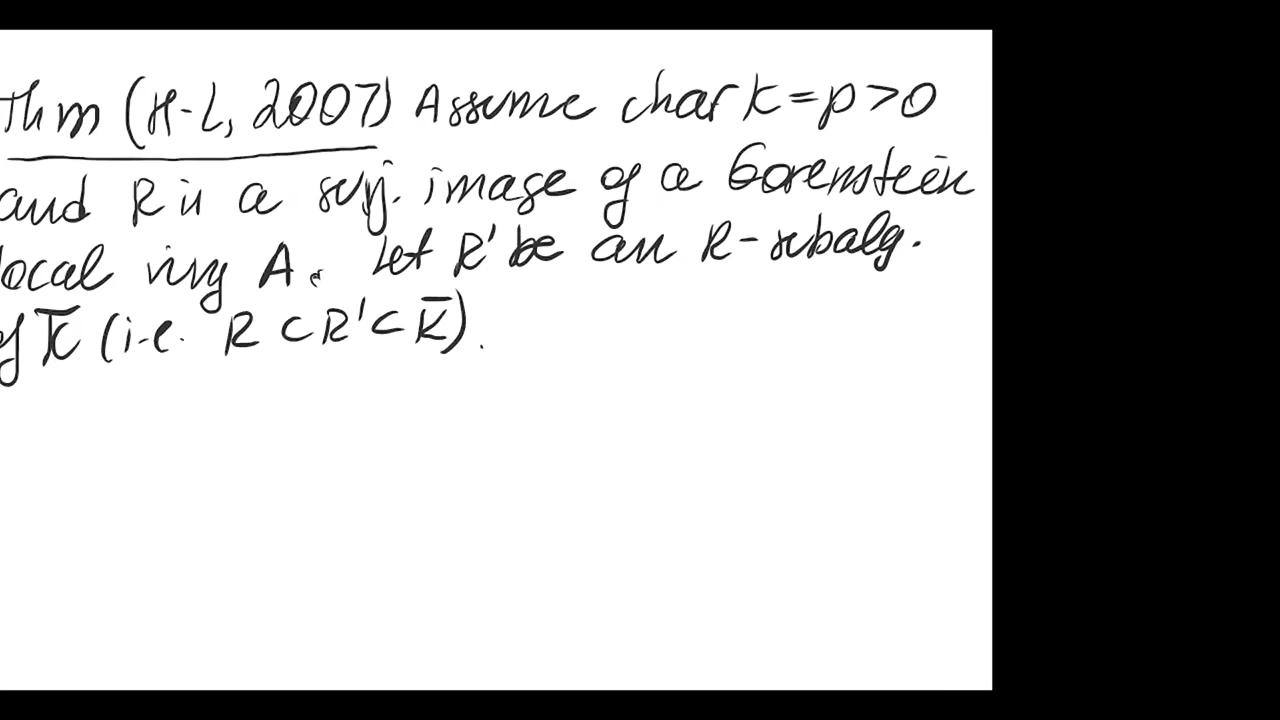 Thm (H-L, 2007) Assume char K = p > 0
and R is a surj. image of a Gorenstein
local ring A. Let R' be an R-subalg.
of K̄ (i.e. R ⊂ R' ⊂ K̄).